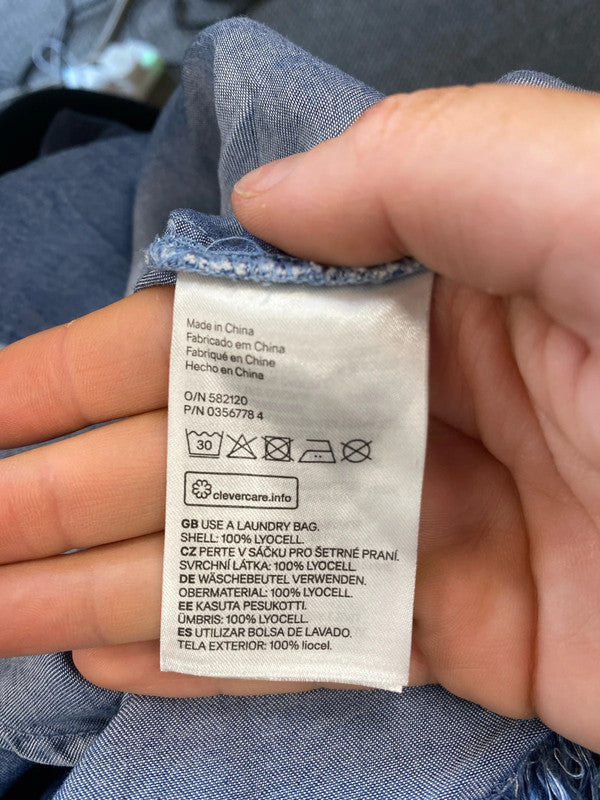 Made in China
Fabricado em China
Fabriqué en Chine
Hecho en China
O/N 582120
P/N 0356778 4
30
clevercare.info
GB USE A LAUNDRY BAG.
SHELL: 100% LYOCELL.
CZ PERTE V SÁČKU PRO ŠETRNÉ PRANÍ.
SVRCHNÍ LÁTKA: 100% LYOCELL.
DE WÄSCHEBEUTEL VERWENDEN.
OBERMATERIAL: 100% LYOCELL.
EE KASUTA PESUKOTTI.
ÜMBRIS: 100% LYOCELL.
ES UTILIZAR BOLSA DE LAVADO.
TELA EXTERIOR: 100% liocel.